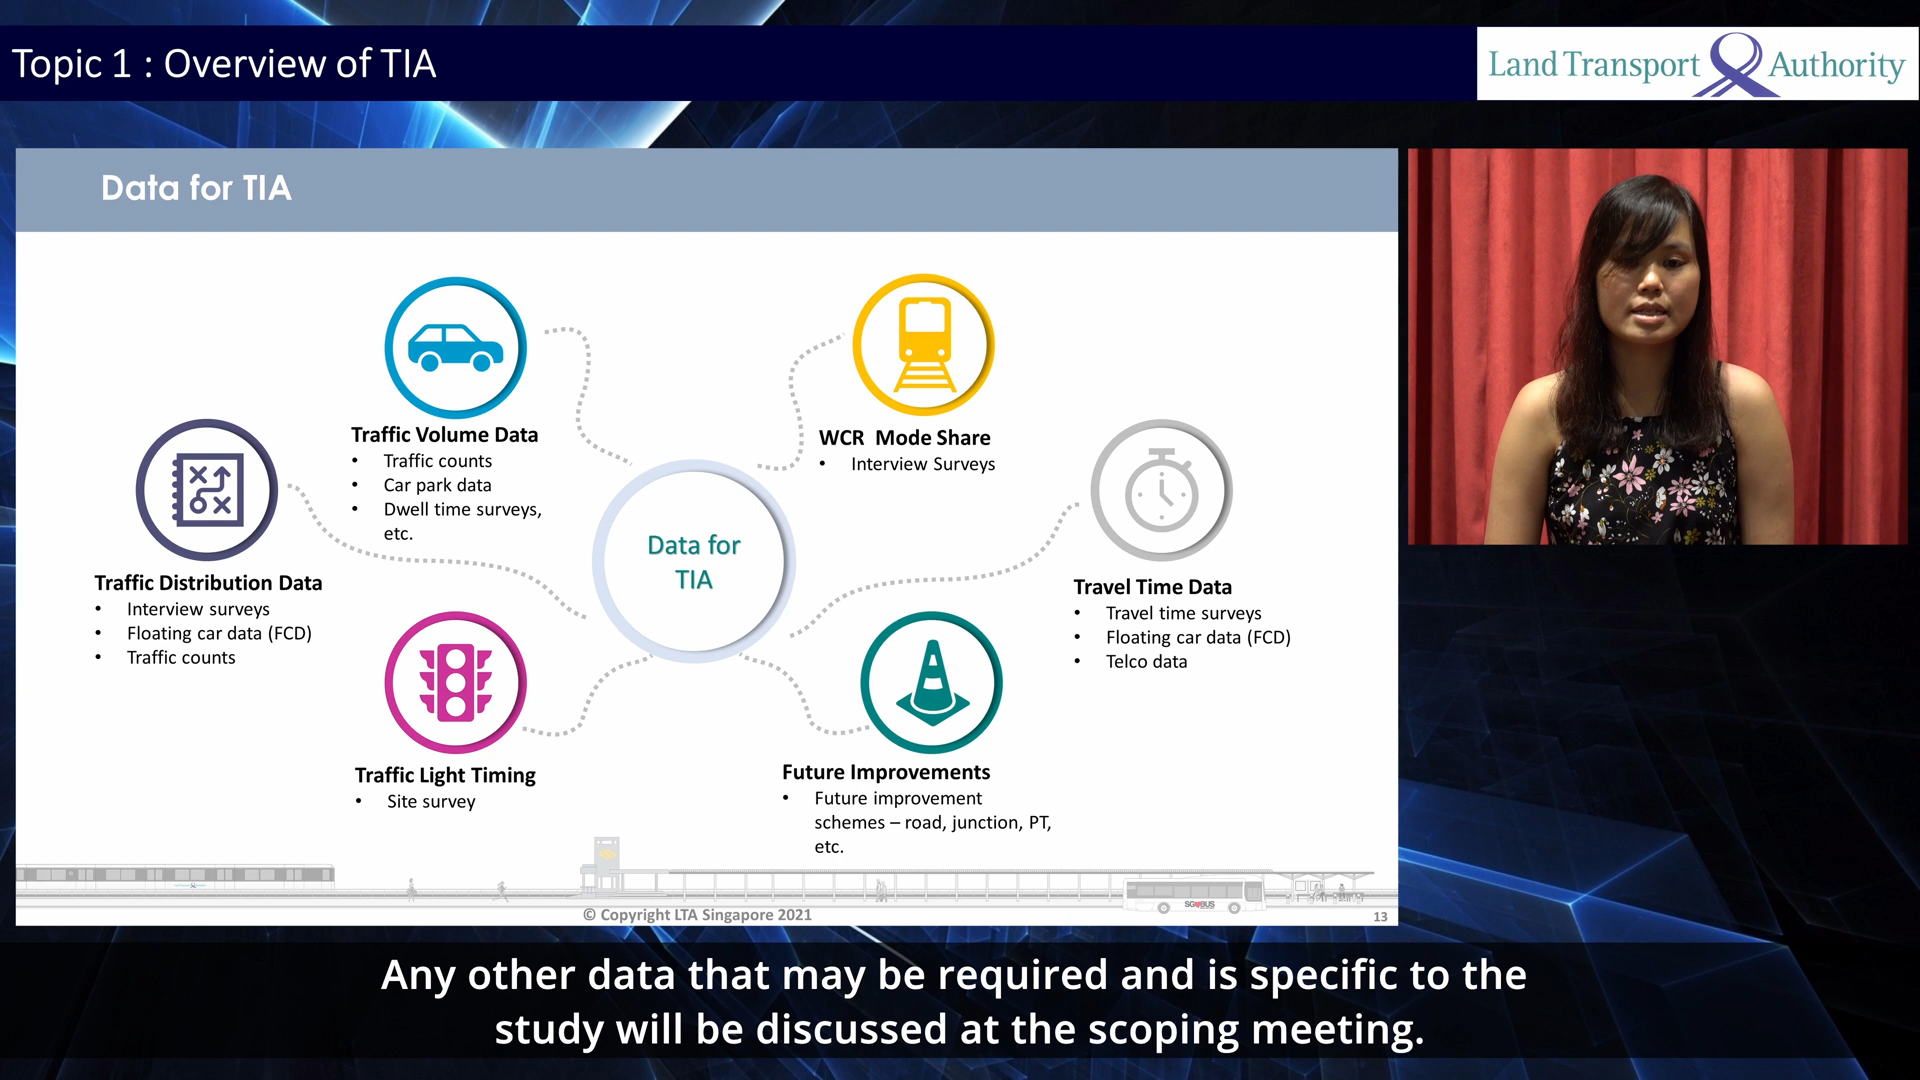 Topic 1 : Overview of TIA
Land Transport Authority
Data for TIA
Traffic Volume Data
• Traffic counts
• Car park data
• Dwell time surveys,
etc.
WCR Mode Share
• Interview Surveys
Traffic Distribution Data
• Interview surveys
• Floating car data (FCD)
• Traffic counts
Data for
TIA
Travel Time Data
• Travel time surveys
• Floating car data (FCD)
• Telco data
Traffic Light Timing
• Site survey
Future Improvements
• Future improvement
schemes – road, junction, PT,
etc.
SG♥BUS
© Copyright LTA Singapore 2021
13
Any other data that may be required and is specific to the
study will be discussed at the scoping meeting.